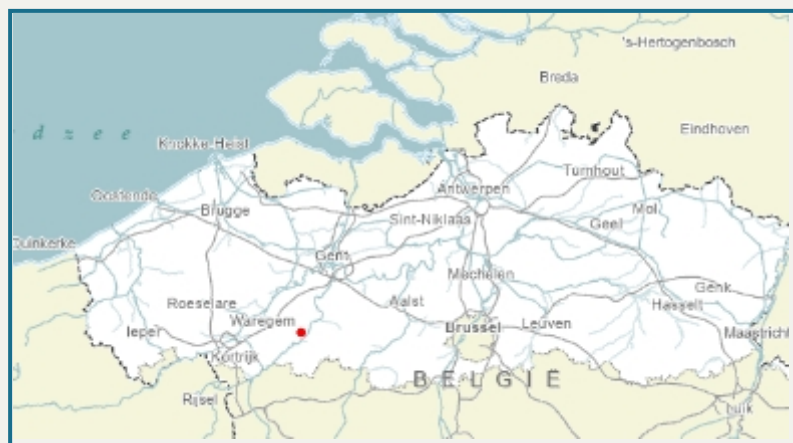 's-Hertogenbosch
Breda
d z e e
Eindhoven
Knokke-Heist
Turnhout
Antwerpen
Oostende
Mol
Brugge
Sint-Niklaas
Geel
Duinkerke
Gent
Mechelen
Genk
Roeselare
Aalst
Hasselt
Waregem
Ieper
Brussel
Leuven
Maastricht
Kortrijk
BELGIË
Rijsel
Luik